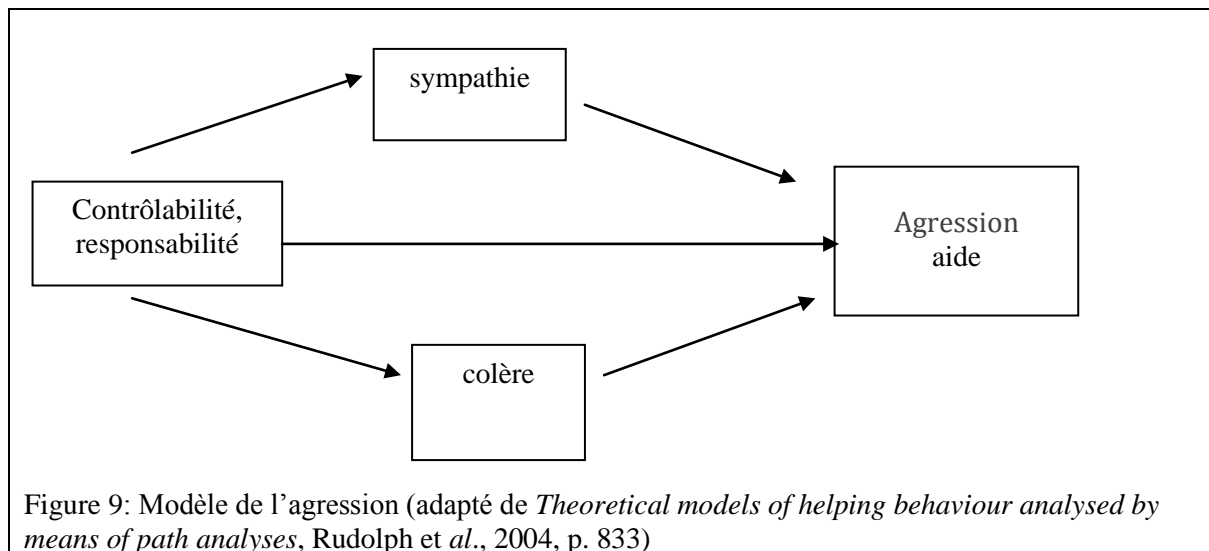 sympathie
Contrôlabilité,
responsabilité
Agression
aide
colère
Figure 9: Modèle de l’agression (adapté de Theoretical models of helping behaviour analysed by
means of path analyses, Rudolph et al., 2004, p. 833)